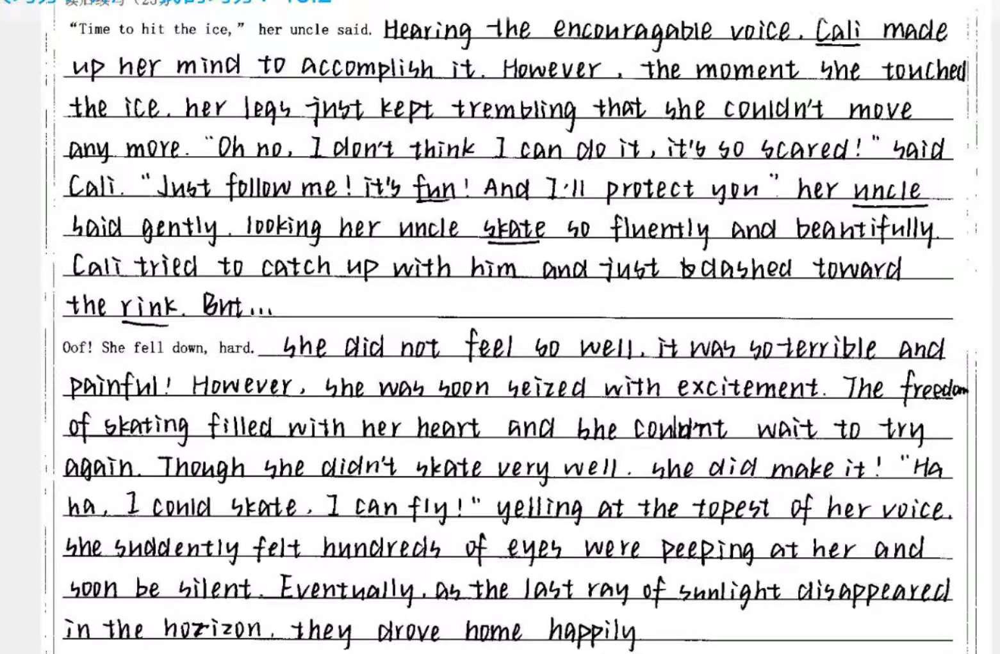 “Time to hit the ice,” her uncle said. Hearing the encouragable voice. Cali made
up her mind to accomplish it. However, the moment she touched
the ice. her legs just kept trembling that she couldn't move
any more. "Oh no, I don't think I can do it, it's so scared!" said
Cali. "Just follow me! it's fun! And I'll protect you" her uncle
said gently. looking her uncle skate so fluently and beautifully.
Cali tried to catch up with him and just dashed toward
the rink. But...
Oof! She fell down, hard. she did not feel so well. it was so terrible and
painful! However, she was soon seized with excitement. The freedom
of skating filled with her heart and she couldn't wait to try
again. Though she didn't skate very well. she did make it! "Ha
ha, I could skate, I can fly!" yelling at the topest of her voice.
she suddently felt hundreds of eyes were peeping at her and
soon be silent. Eventually, as the last ray of sunlight disappeared
in the horizon, they drove home happily